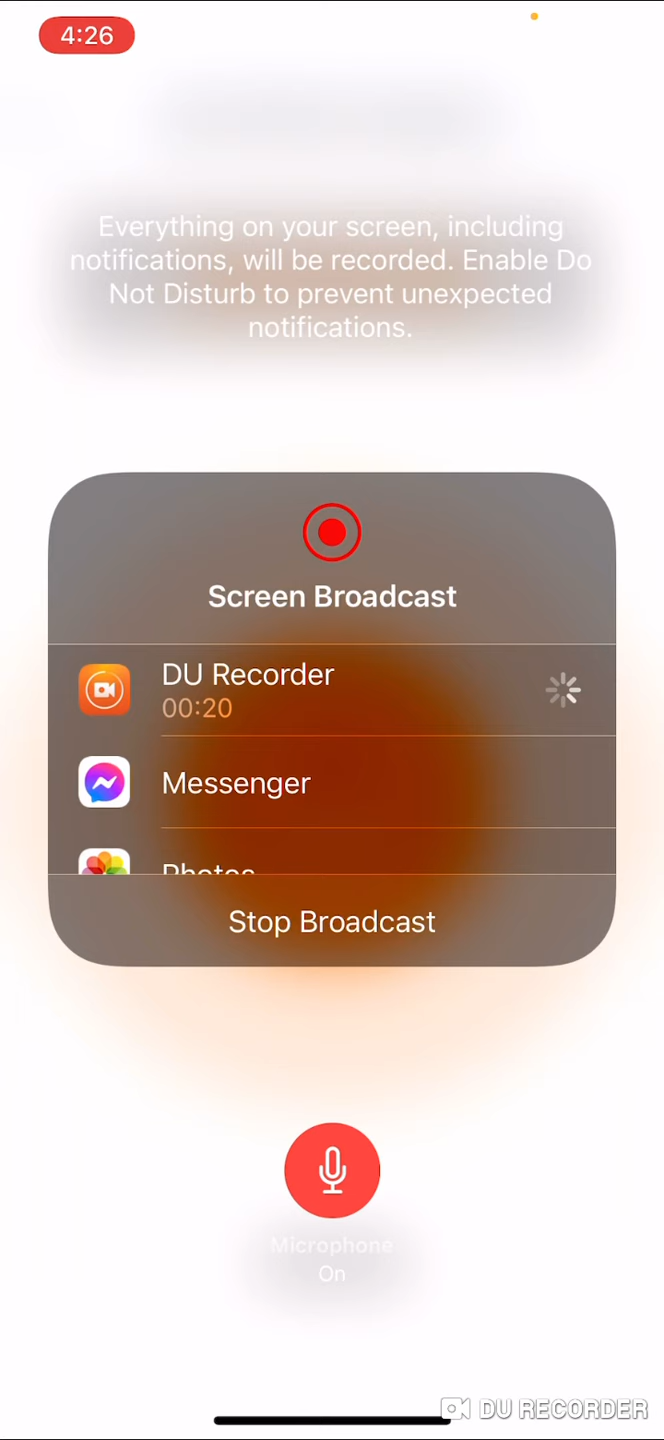 4:26
Everything on your screen, including
notifications, will be recorded. Enable Do
Not Disturb to prevent unexpected
notifications.
Screen Broadcast
DU Recorder
00:20
Messenger
Photos
Stop Broadcast
Microphone
On
DU RECORDER